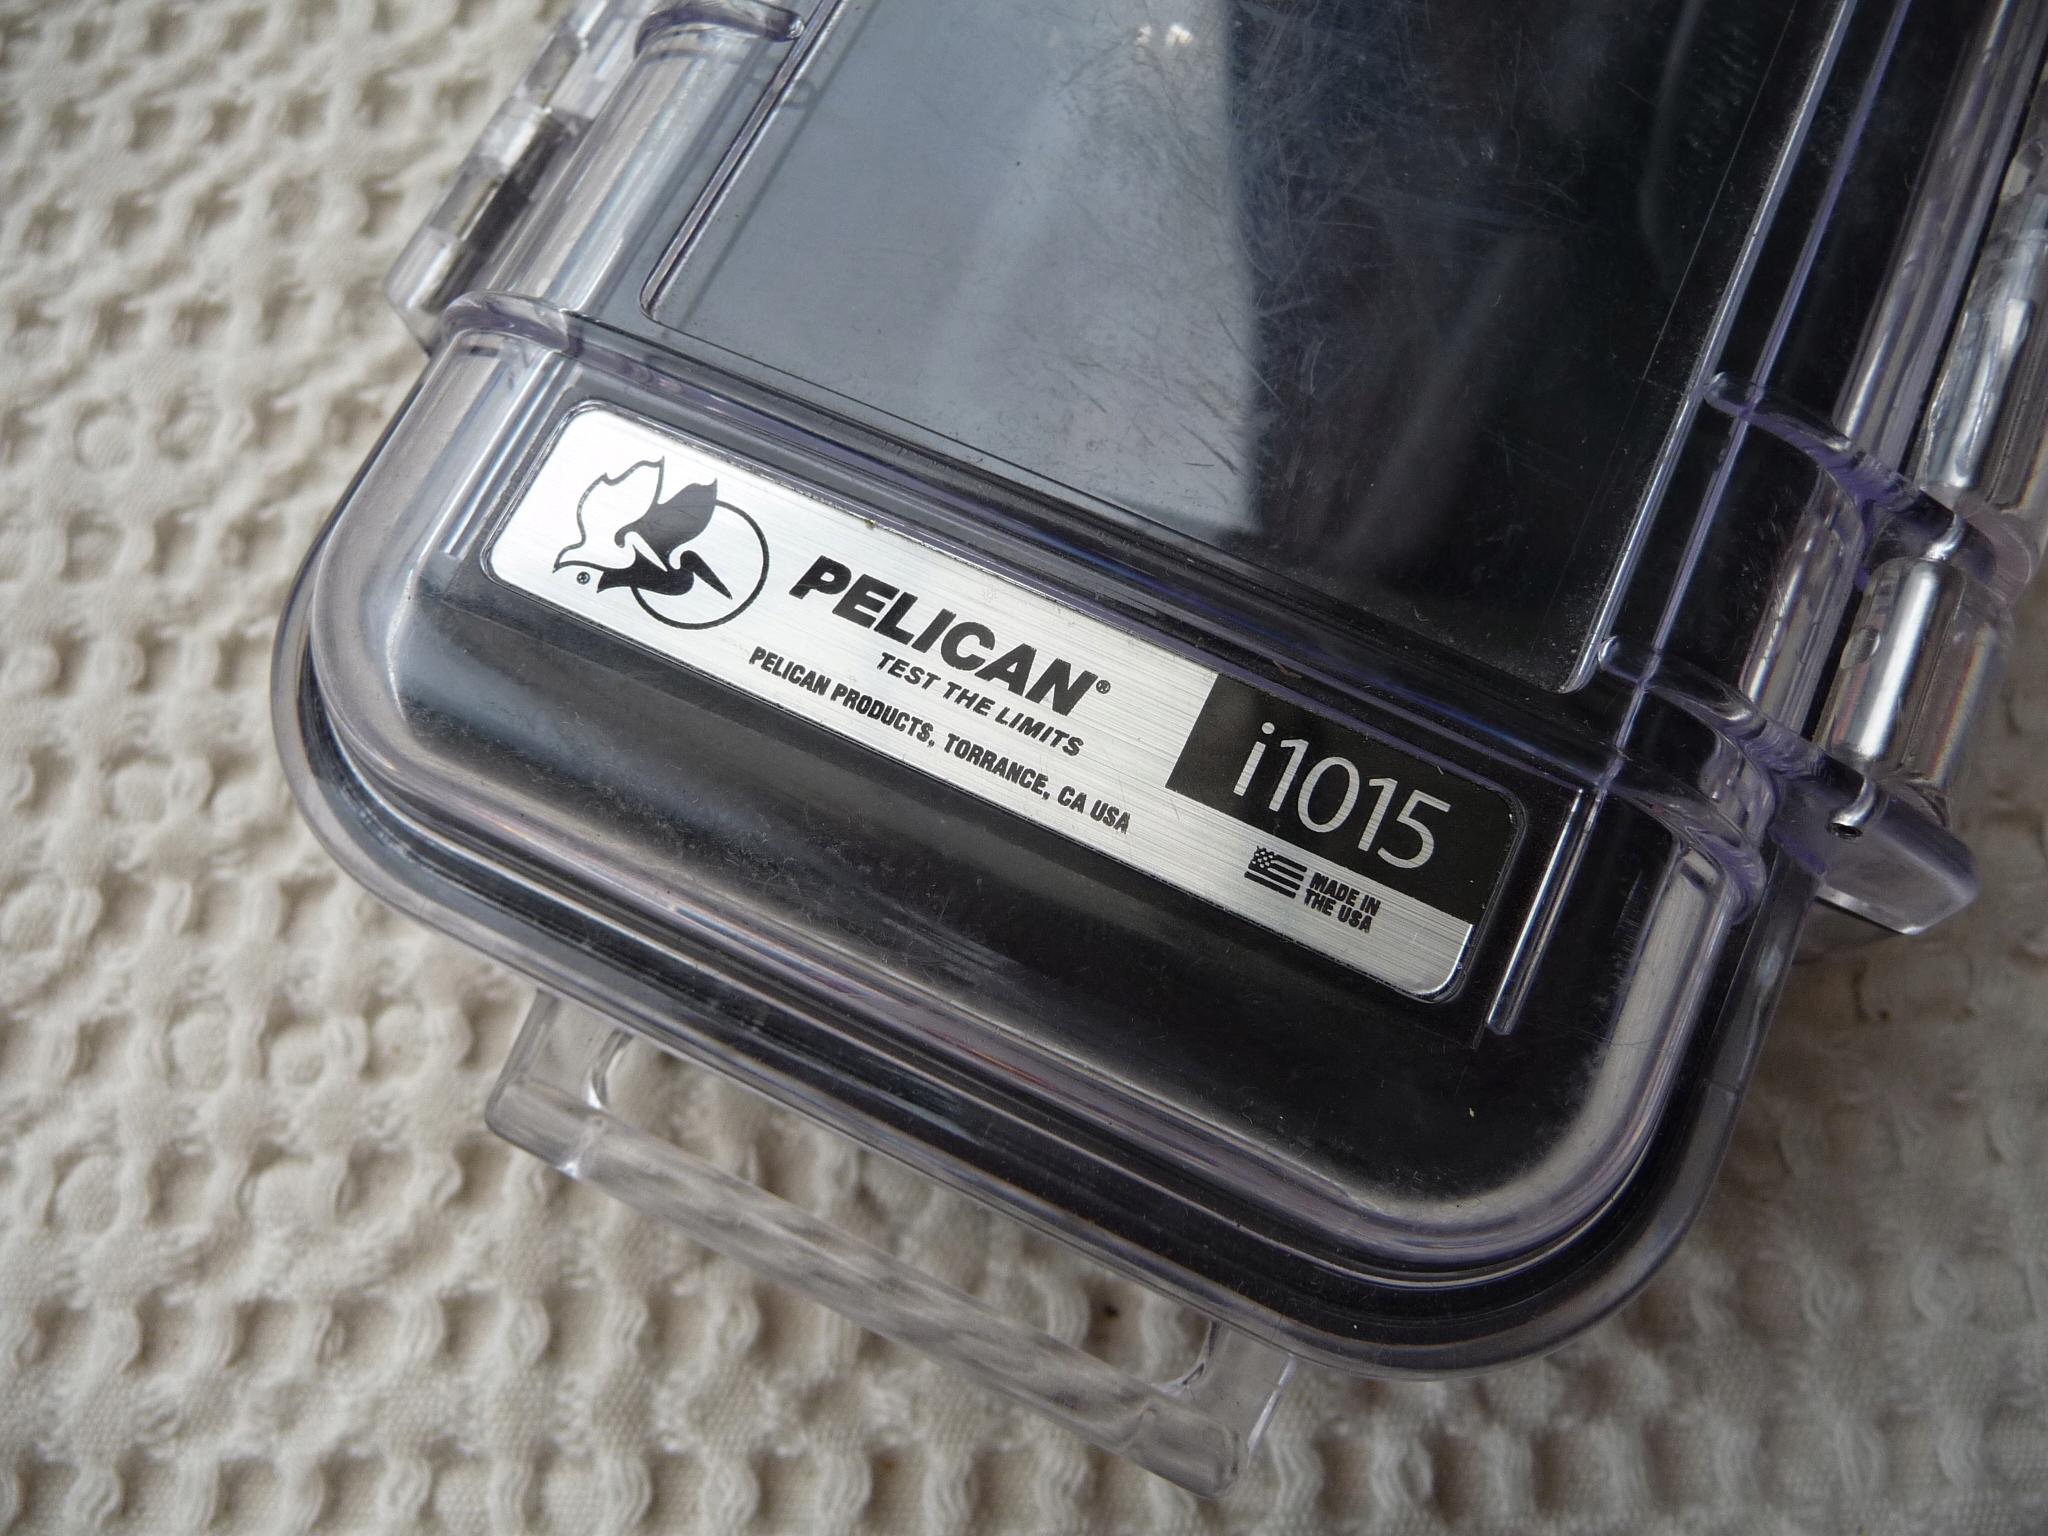 PELICAN®
TEST THE LIMITS
PELICAN PRODUCTS, TORRANCE, CA USA
i1015
MADE IN
THE USA
®